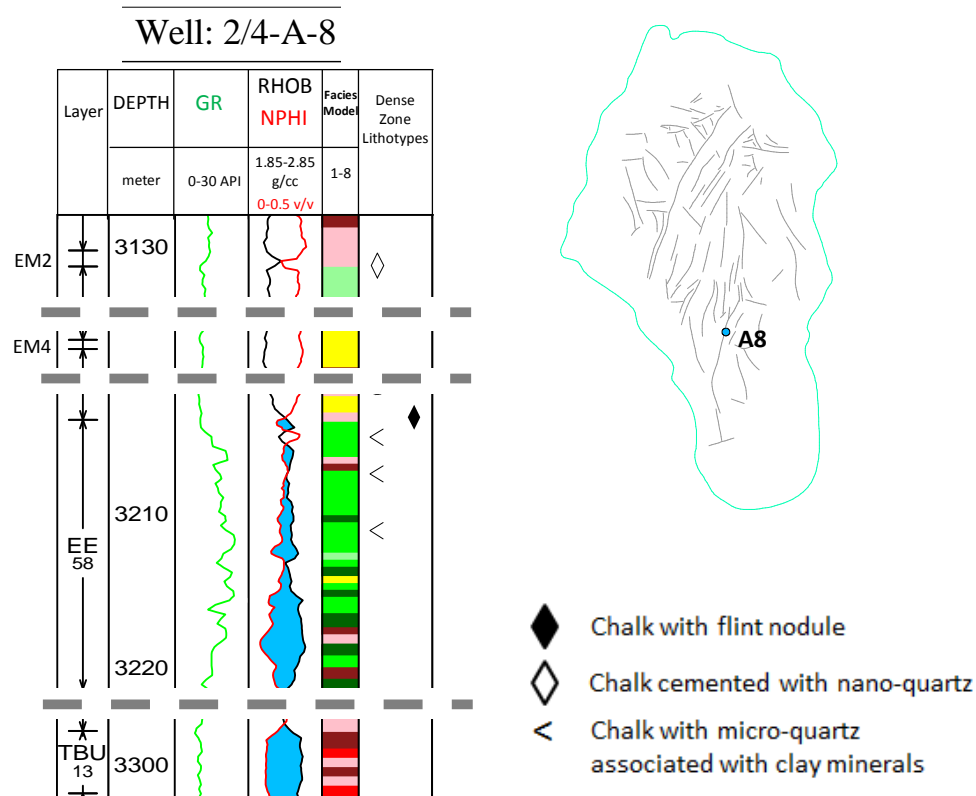 Well: 2/4-A-8
Layer
DEPTH
GR
RHOB
NPHI
Facies
Model
Dense
Zone
Lithotypes
meter
0-30 API
1.85-2.85
g/cc
0-0.5 v/v
1-8
EM2
3130
EM4
3210
EE
58
3220
TBU
13
3300
A8
Chalk with flint nodule
Chalk cemented with nano-quartz
< Chalk with micro-quartz
associated with clay minerals